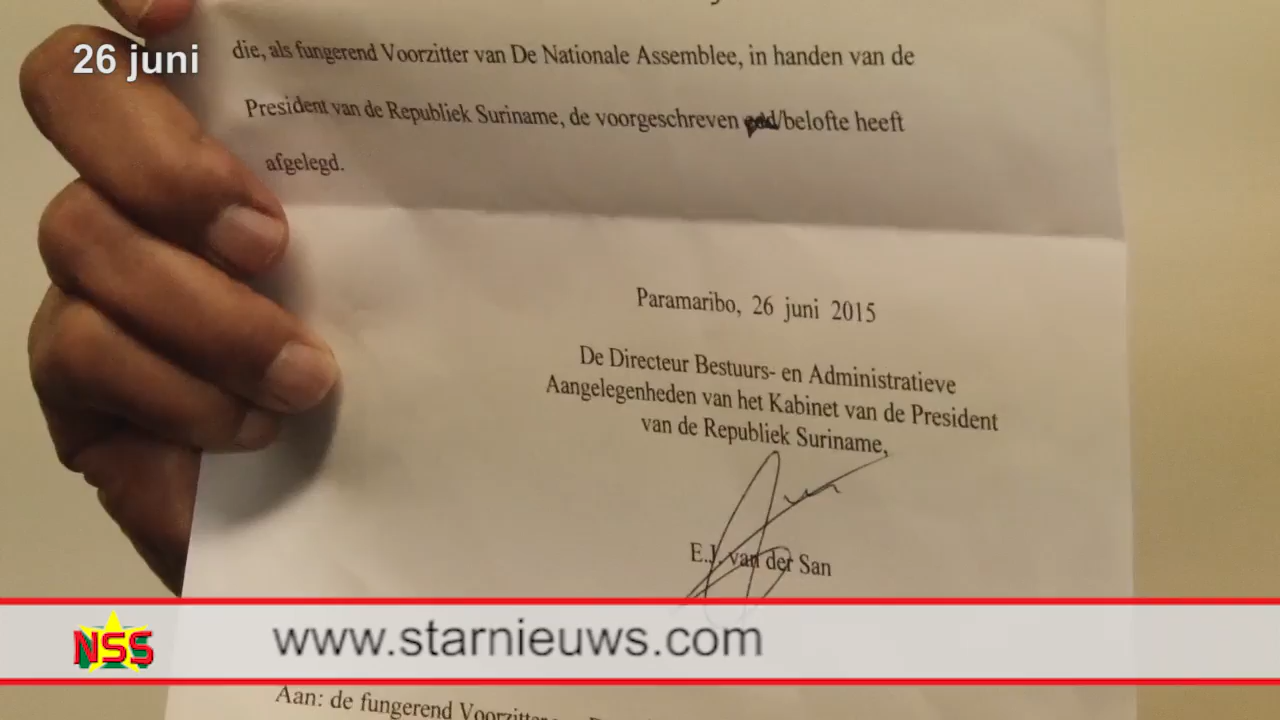 26 juni
die, als fungerend Voorzitter van De Nationale Assemblee, in handen van de
President van de Republiek Suriname, de voorgeschreven eed/belofte heeft
afgelegd.
Paramaribo, 26 juni 2015
De Directeur Bestuurs- en Administratieve
Aangelegenheden van het Kabinet van de President
van de Republiek Suriname,
E.J. van der San
NSS
www.starnieuws.com
Aan: de fungerend Voorzitter